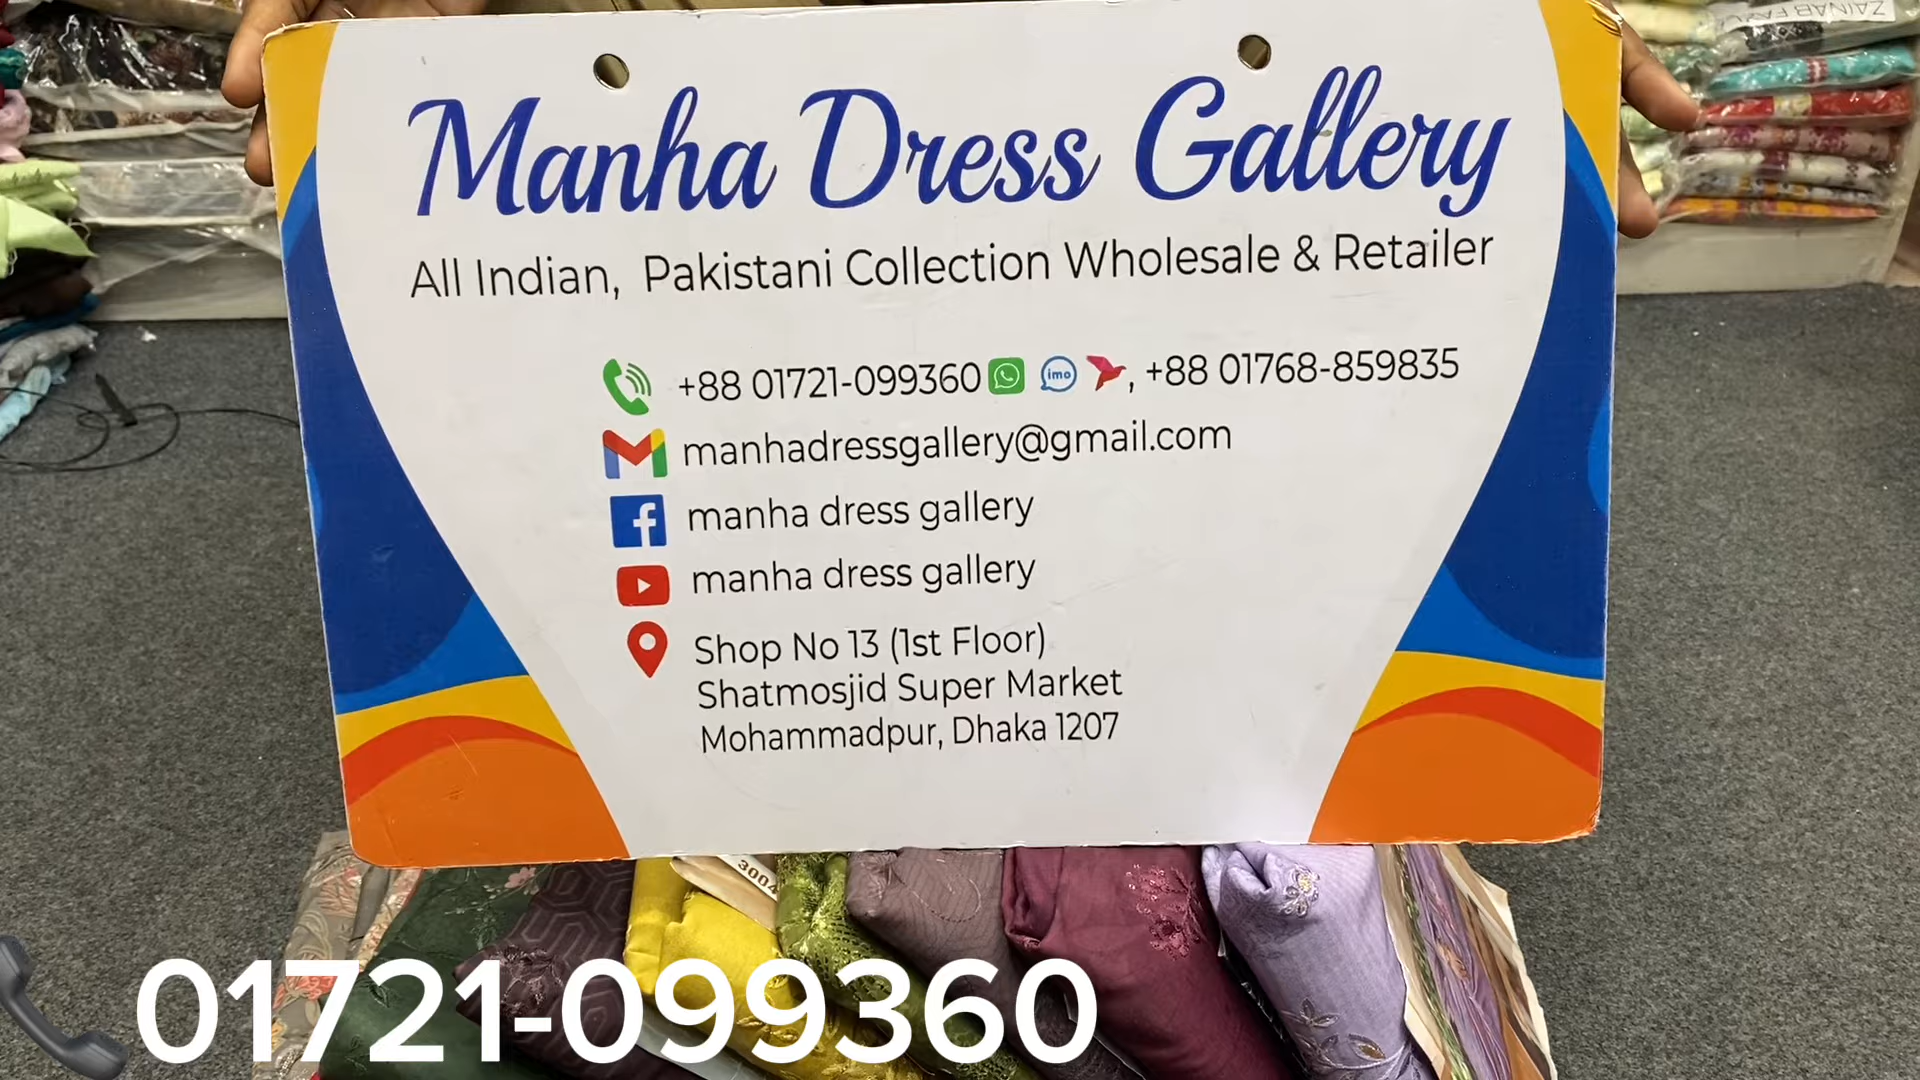 ZAINAB
Manha Dress Gallery
All Indian, Pakistani Collection Wholesale & Retailer
+88 01721-099360 imo, +88 01768-859835
manhadressgallery@gmail.com
manha dress gallery
manha dress gallery
Shop No 13 (1st Floor)
Shatmosjid Super Market
Mohammadpur, Dhaka 1207
3004
01721-099360